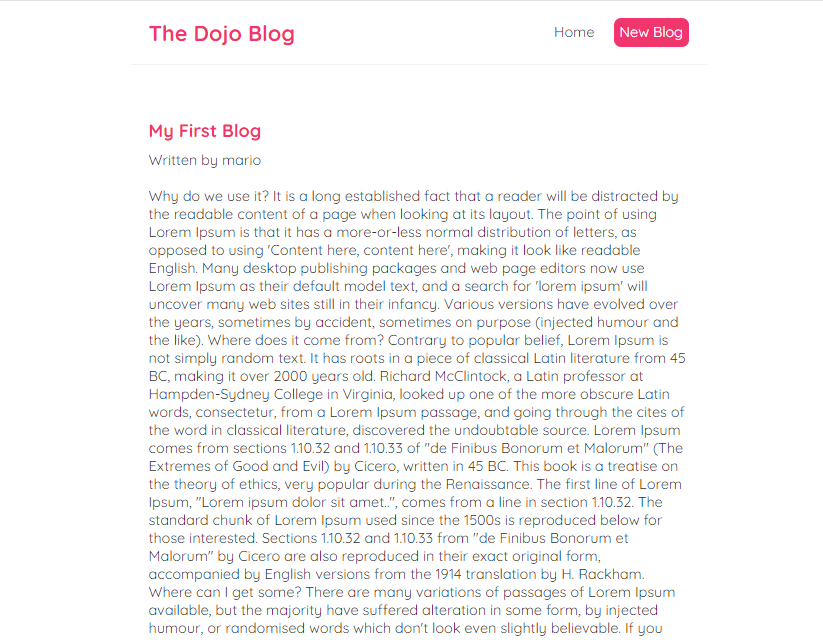 The Dojo Blog
Home
New Blog
My First Blog
Written by mario
Why do we use it? It is a long established fact that a reader will be distracted by
the readable content of a page when looking at its layout. The point of using
Lorem Ipsum is that it has a more-or-less normal distribution of letters, as
opposed to using 'Content here, content here', making it look like readable
English. Many desktop publishing packages and web page editors now use
Lorem Ipsum as their default model text, and a search for 'lorem ipsum' will
uncover many web sites still in their infancy. Various versions have evolved over
the years, sometimes by accident, sometimes on purpose (injected humour and
the like). Where does it come from? Contrary to popular belief, Lorem Ipsum is
not simply random text. It has roots in a piece of classical Latin literature from 45
BC, making it over 2000 years old. Richard McClintock, a Latin professor at
Hampden-Sydney College in Virginia, looked up one of the more obscure Latin
words, consectetur, from a Lorem Ipsum passage, and going through the cites of
the word in classical literature, discovered the undoubtable source. Lorem Ipsum
comes from sections 1.10.32 and 1.10.33 of "de Finibus Bonorum et Malorum" (The
Extremes of Good and Evil) by Cicero, written in 45 BC. This book is a treatise on
the theory of ethics, very popular during the Renaissance. The first line of Lorem
Ipsum, "Lorem ipsum dolor sit amet..", comes from a line in section 1.10.32. The
standard chunk of Lorem Ipsum used since the 1500s is reproduced below for
those interested. Sections 1.10.32 and 1.10.33 from "de Finibus Bonorum et
Malorum" by Cicero are also reproduced in their exact original form,
accompanied by English versions from the 1914 translation by H. Rackham.
Where can I get some? There are many variations of passages of Lorem Ipsum
available, but the majority have suffered alteration in some form, by injected
humour, or randomised words which don't look even slightly believable. If you